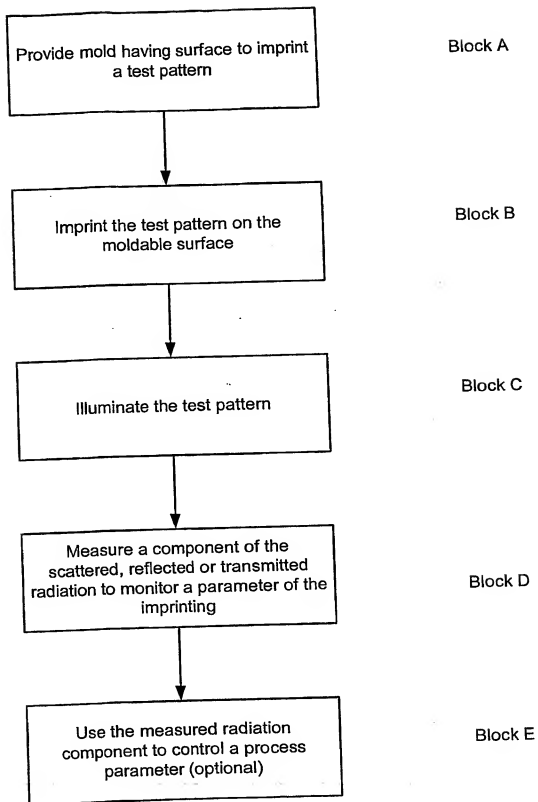 Provide mold having surface to imprint
a test pattern
Block A
Imprint the test pattern on the
moldable surface
Block B
Illuminate the test pattern
Block C
Measure a component of the
scattered, reflected or transmitted
radiation to monitor a parameter of the
imprinting
Block D
Use the measured radiation
component to control a process
parameter (optional)
Block E